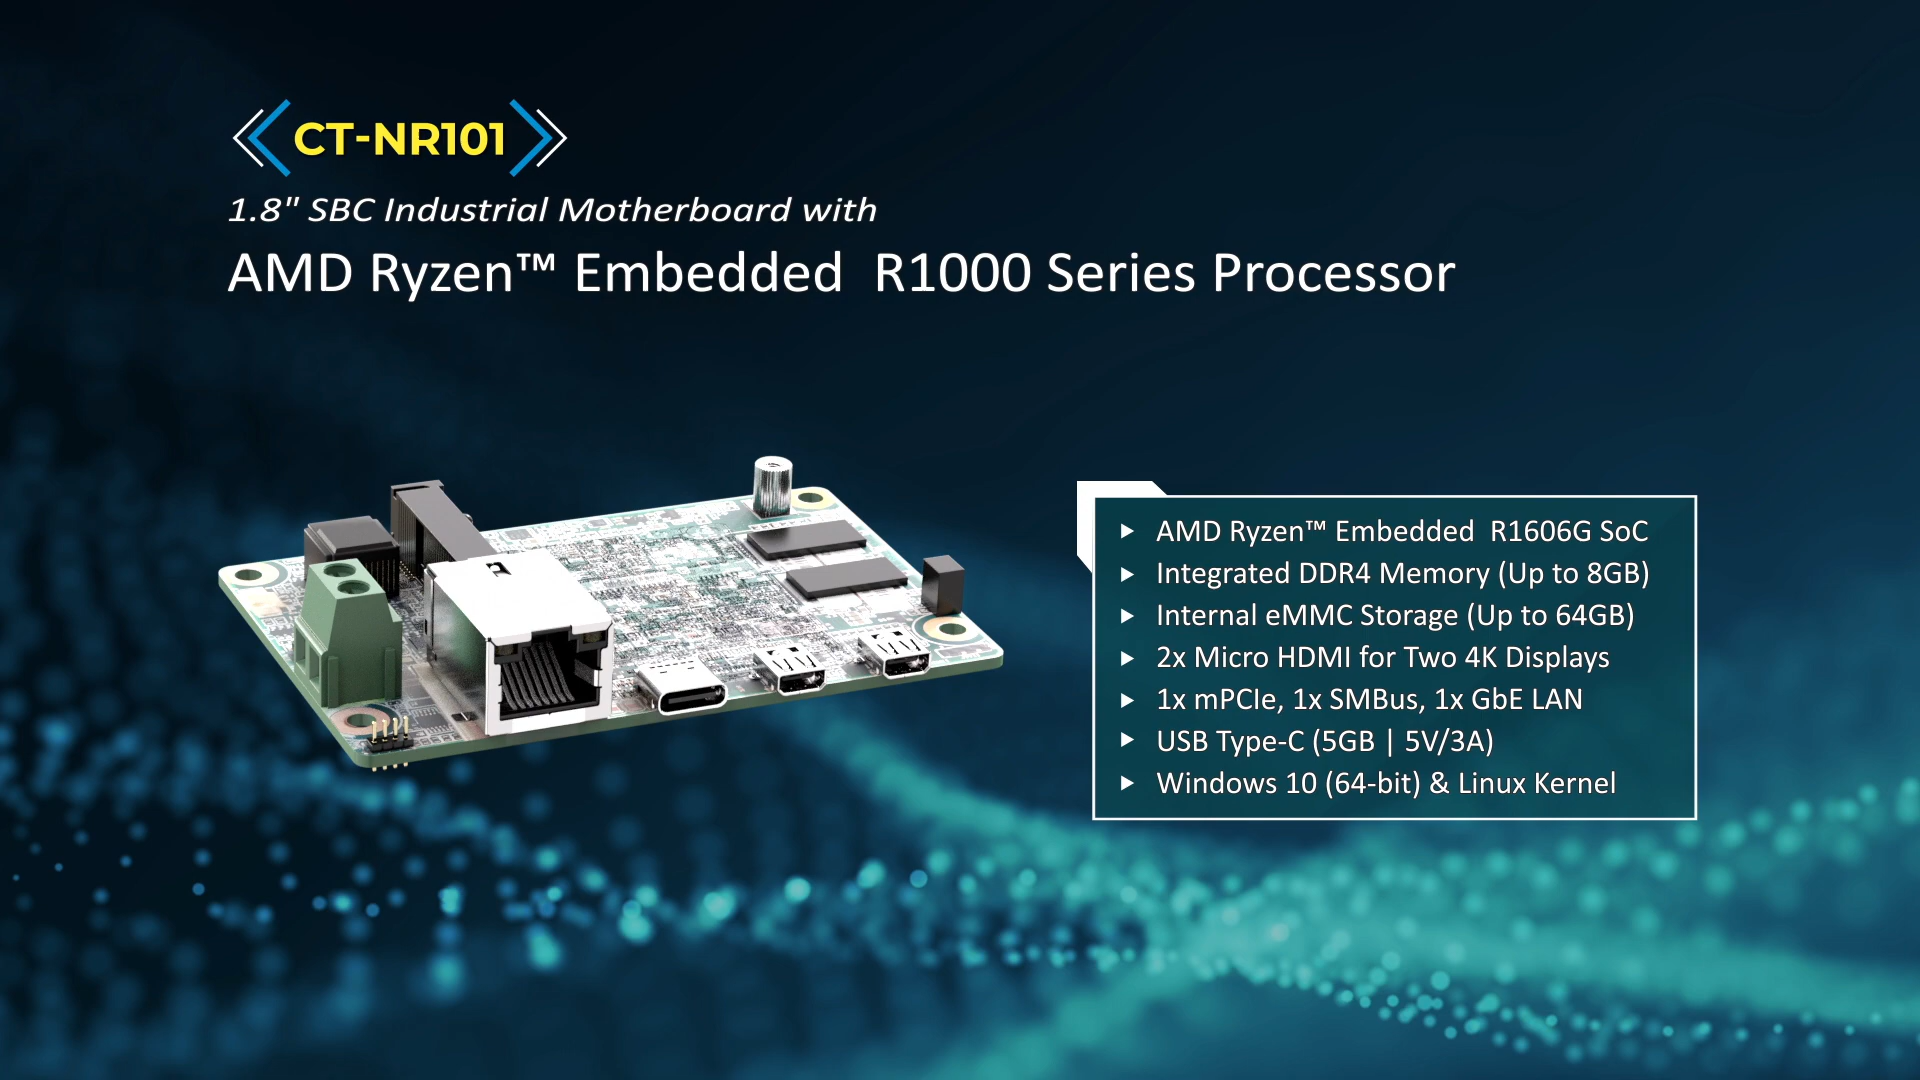 CT-NR101
1.8" SBC Industrial Motherboard with
AMD Ryzen™ Embedded R1000 Series Processor
AMD Ryzen™ Embedded R1606G SoC
Integrated DDR4 Memory (Up to 8GB)
Internal eMMC Storage (Up to 64GB)
2x Micro HDMI for Two 4K Displays
1x mPCIe, 1x SMBus, 1x GbE LAN
USB Type-C (5GB | 5V/3A)
Windows 10 (64-bit) & Linux Kernel